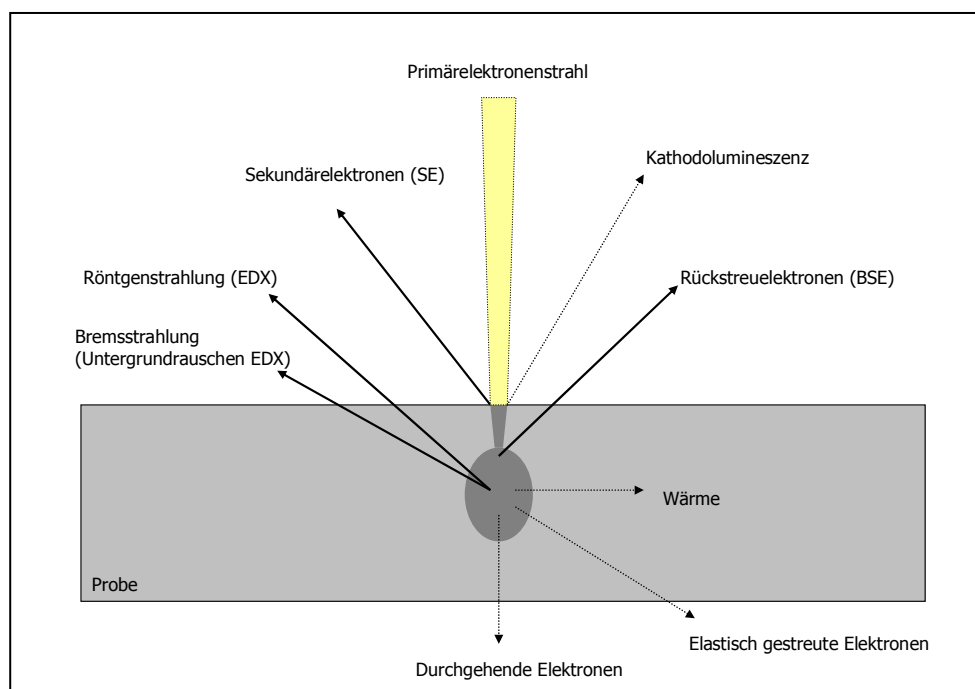 Primärelektronenstrahl
Kathodolumineszenz
Sekundärelektronen (SE)
Röntgenstrahlung (EDX)
Rückstreuelektronen (BSE)
Bremsstrahlung
(Untergrundrauschen EDX)
Wärme
Probe
Elastisch gestreute Elektronen
Durchgehende Elektronen